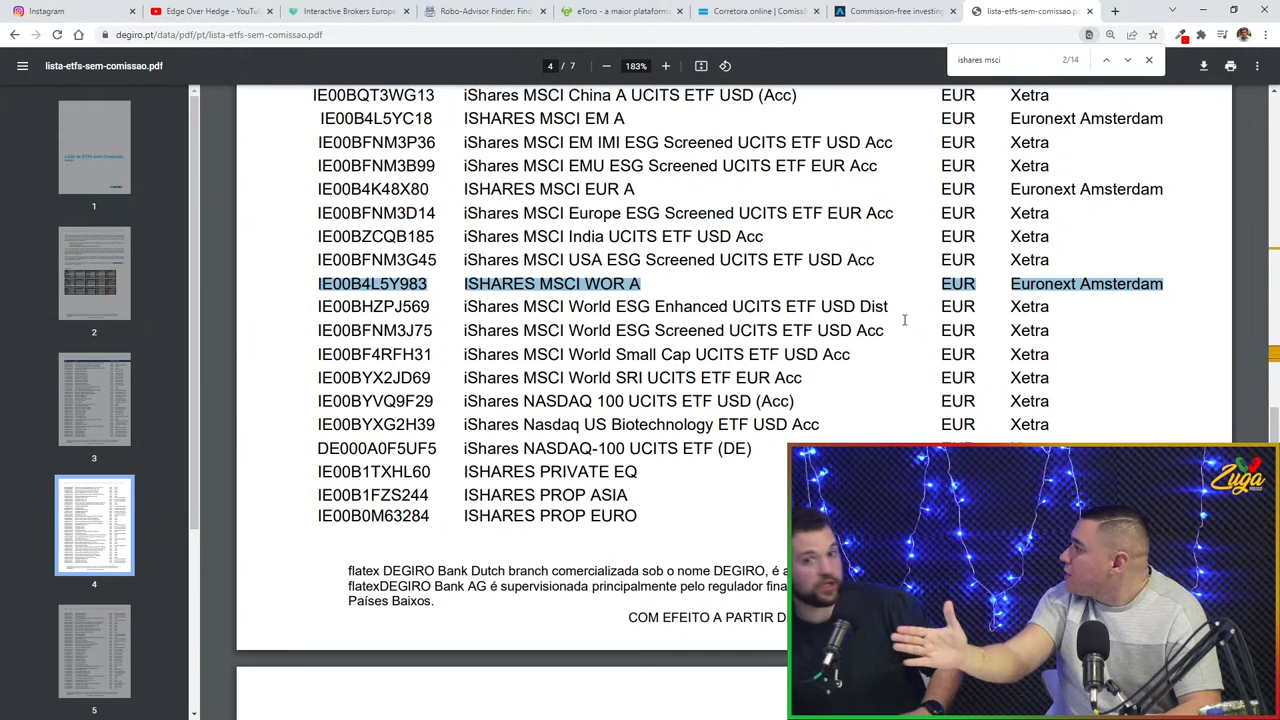 Instagram
Edge Over Hedge - YouTu
Interactive Brokers Europe
Robo-Advisor Finder: Find
eToro - a maior plataform
Corretora online | Comissõ
Commission-free investing
lista-etfs-sem-comissao.p
degiro.pt/data/pdf/pt/lista-etfs-sem-comissao.pdf
ishares msci 2/14
lista-etfs-sem-comissao.pdf 4 / 7 183%
IE00BQT3WG13 iShares MSCI China A UCITS ETF USD (Acc) EUR Xetra
IE00B4L5YC18 ISHARES MSCI EM A EUR Euronext Amsterdam
IE00BFNM3P36 iShares MSCI EM IMI ESG Screened UCITS ETF USD Acc EUR Xetra
IE00BFNM3B99 iShares MSCI EMU ESG Screened UCITS ETF EUR Acc EUR Xetra
IE00B4K48X80 ISHARES MSCI EUR A EUR Euronext Amsterdam
IE00BFNM3D14 iShares MSCI Europe ESG Screened UCITS ETF EUR Acc EUR Xetra
IE00BZCQB185 iShares MSCI India UCITS ETF USD Acc EUR Xetra
IE00BFNM3G45 iShares MSCI USA ESG Screened UCITS ETF USD Acc EUR Xetra
IE00B4L5Y983 ISHARES MSCI WOR A EUR Euronext Amsterdam
IE00BHZPJ569 iShares MSCI World ESG Enhanced UCITS ETF USD Dist EUR Xetra
IE00BFNM3J75 iShares MSCI World ESG Screened UCITS ETF USD Acc EUR Xetra
IE00BF4RFH31 iShares MSCI World Small Cap UCITS ETF USD Acc EUR Xetra
IE00BYX2JD69 iShares MSCI World SRI UCITS ETF EUR Acc EUR Xetra
IE00BYVQ9F29 iShares NASDAQ 100 UCITS ETF USD (Acc) EUR Xetra
IE00BYXG2H39 iShares Nasdaq US Biotechnology ETF USD Acc EUR Xetra
DE000A0F5UF5 iShares NASDAQ-100 UCITS ETF (DE)
IE00B1TXHL60 ISHARES PRIVATE EQ
IE00B1FZS244 ISHARES PROP ASIA
IE00B0M63284 ISHARES PROP EURO
flatex DEGIRO Bank Dutch branch comercializada sob o nome DEGIRO, é a
flatexDEGIRO Bank AG é supervisionada principalmente pelo regulador fina
Países Baixos.
COM EFEITO A PARTIR D
1
2
3
4
5
Zuga